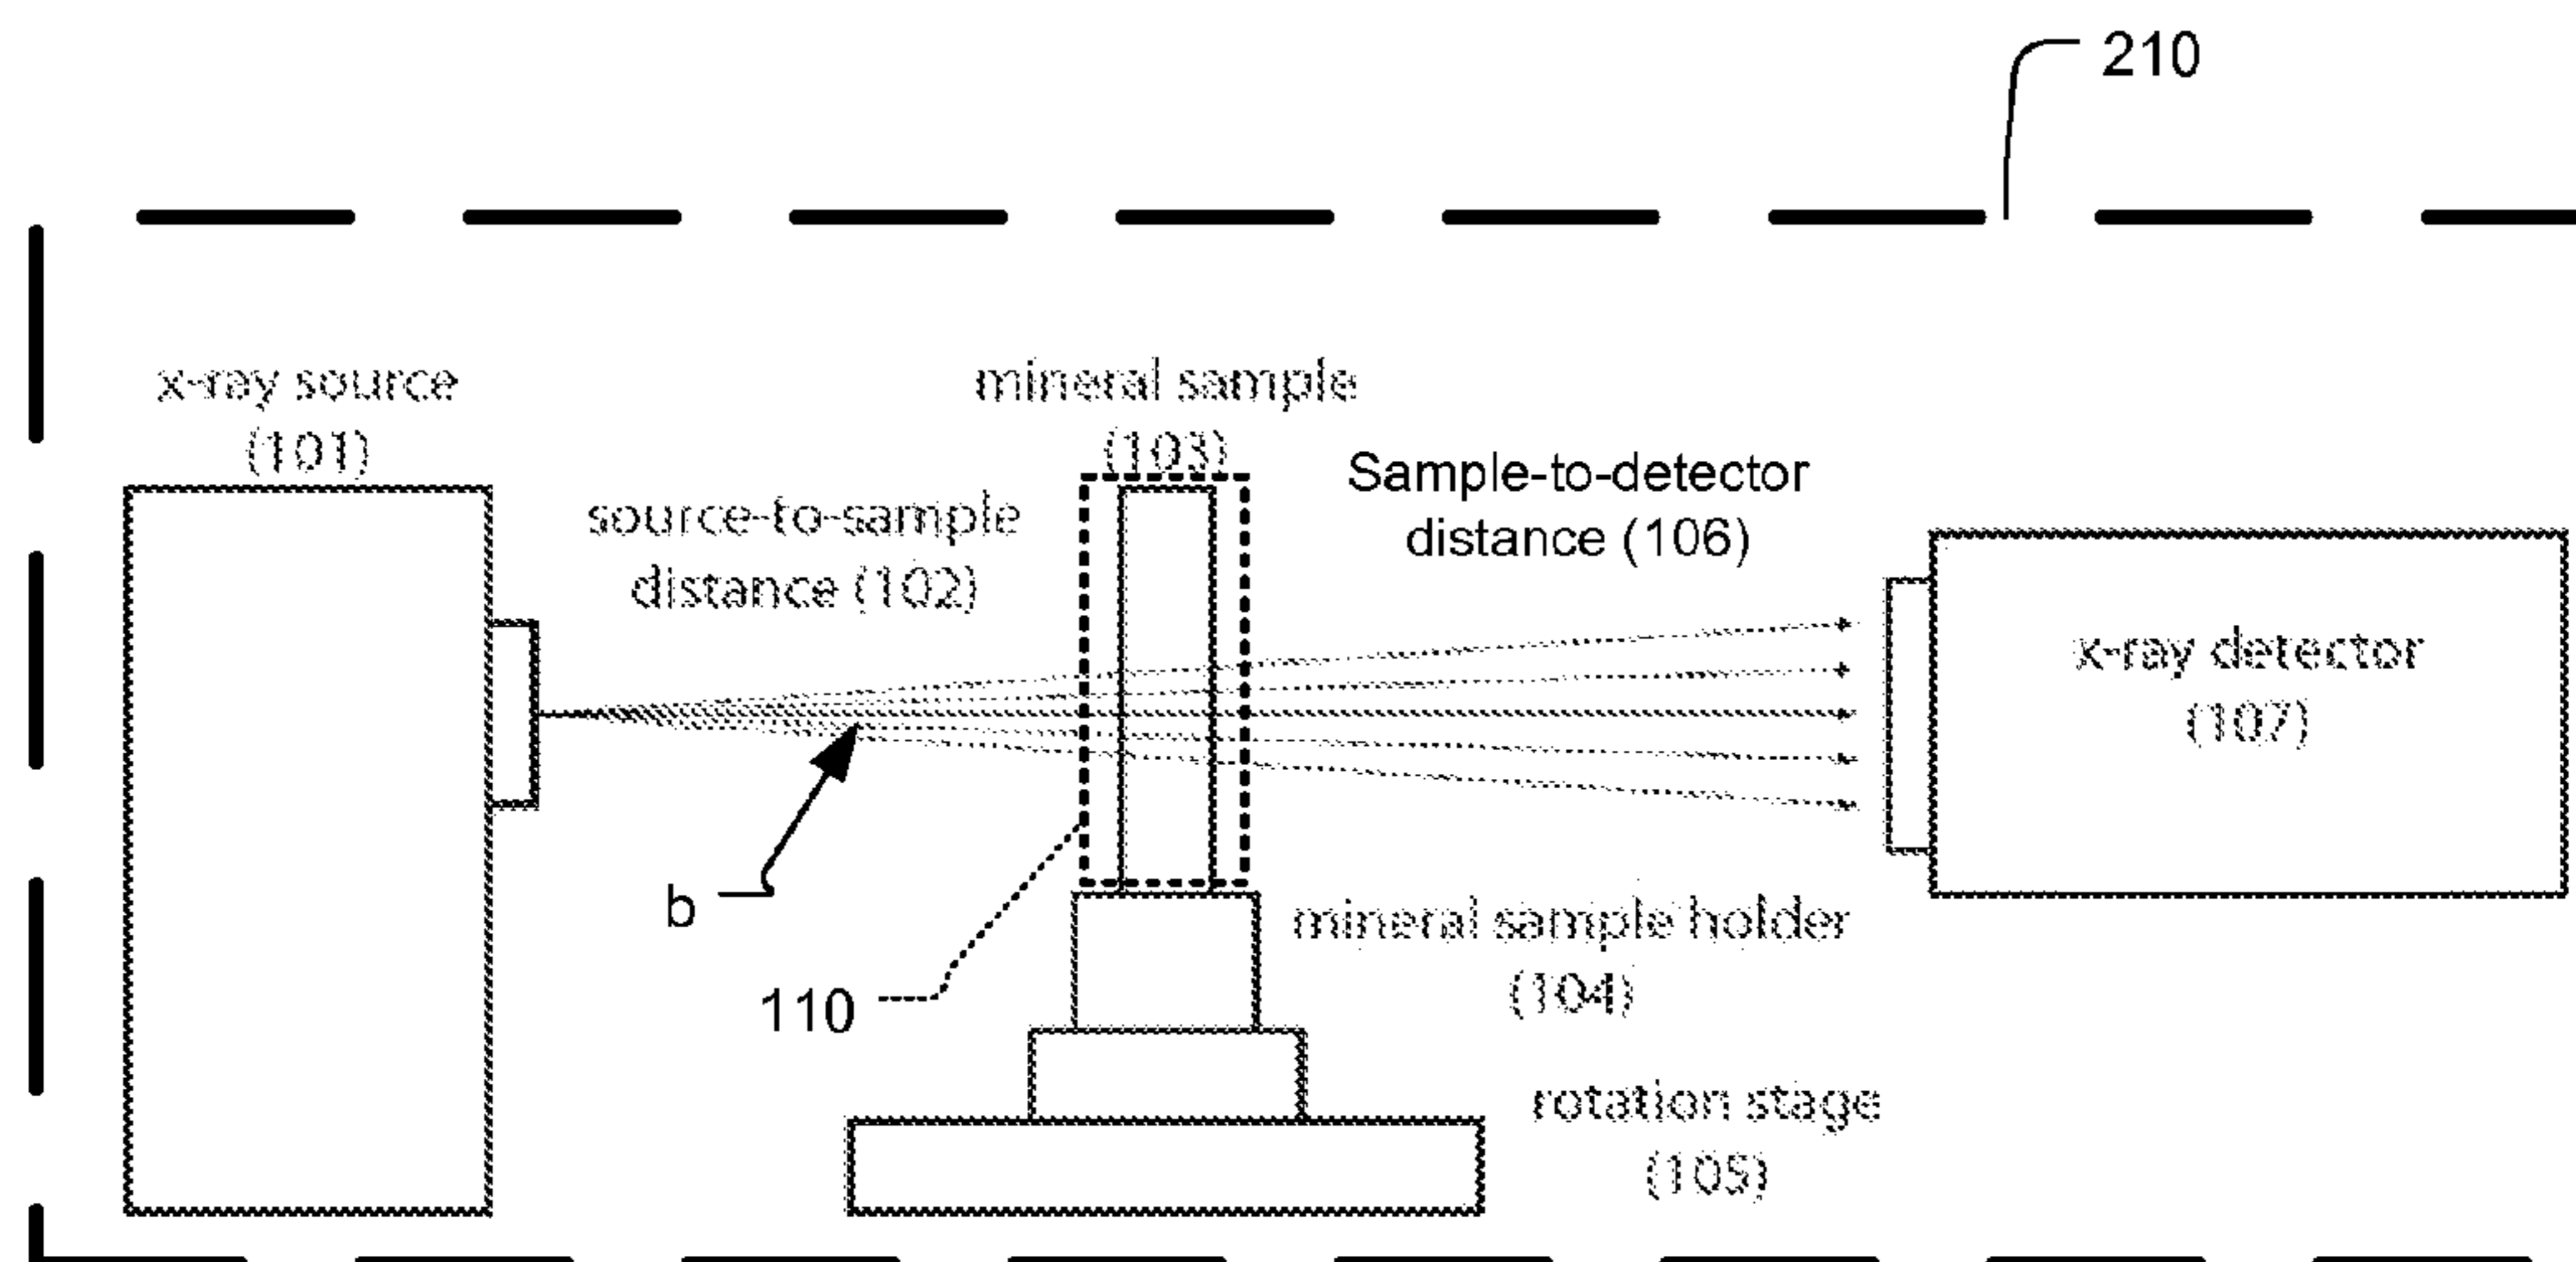 210
x-ray source
(101)
mineral sample
(103)
source-to-sample
distance (102)
Sample-to-detector
distance (106)
x-ray detector
(107)
b
110
mineral sample holder
(104)
rotation stage
(105)